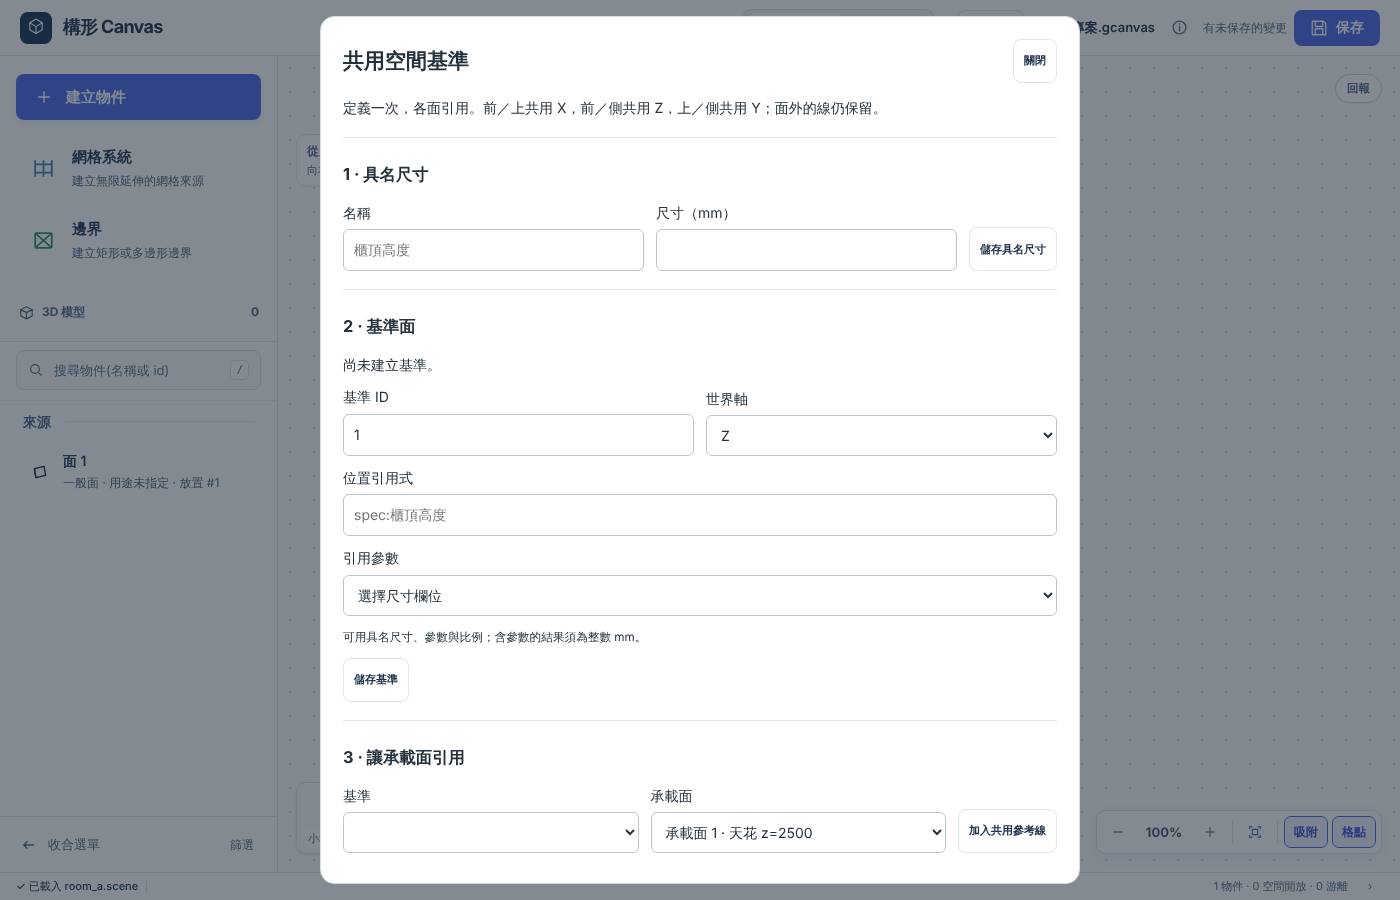 構形 Canvas
專案.gcanvas
有未保存的變更
保存
建立物件
網格系統
建立無限延伸的網格來源
邊界
建立矩形或多邊形邊界
3D 模型
0
搜尋物件(名稱或 id)
/
來源
面 1
一般面 · 用途未指定 · 放置 #1
收合選單
篩選
從
向
小
回報
共用空間基準
關閉
定義一次，各面引用。前／上共用 X，前／側共用 Z，上／側共用 Y；面外的線仍保留。
1 · 具名尺寸
名稱
尺寸（mm）
櫃頂高度
儲存具名尺寸
2 · 基準面
尚未建立基準。
基準 ID
世界軸
1
Z
位置引用式
spec:櫃頂高度
引用參數
選擇尺寸欄位
可用具名尺寸、參數與比例；含參數的結果須為整數 mm。
儲存基準
3 · 讓承載面引用
基準
承載面
承載面 1 · 天花 z=2500
加入共用參考線
100%
吸附
格點
✓ 已載入 room_a.scene
1 物件 · 0 空間開放 · 0 游離